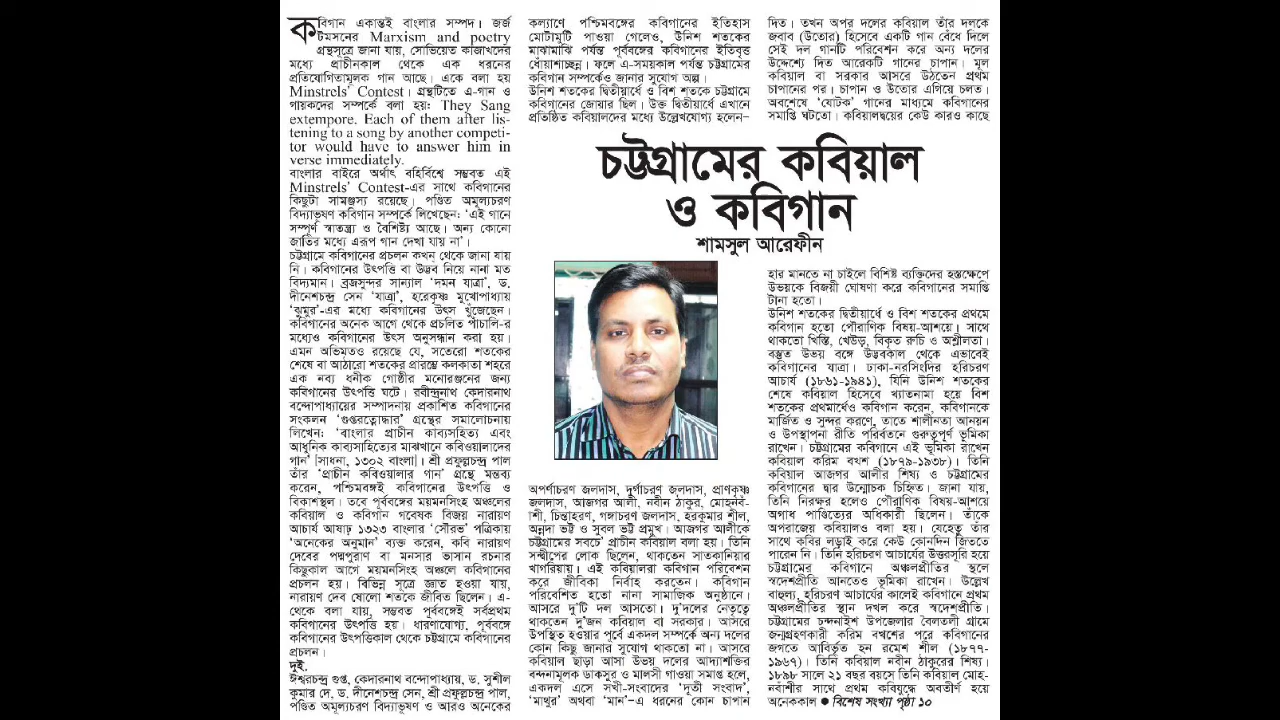 কবিগান একান্তই বাংলার সম্পদ। জর্জ
টমসনের Marxism and poetry
গ্রন্থসূত্রে জানা যায়, সোভিয়েত কাজাখদের
মধ্যে প্রাচীনকাল থেকে এক ধরনের
প্রতিযোগিতামূলক গান আছে। একে বলা হয়
Minstrels' Contest। গ্রন্থটিতে এ-গান ও
গায়কদের সম্পর্কে বলা হয়: They Sang
extempore. Each of them after lis-
tening to a song by another competi-
tor would have to answer him in
verse immediately.
বাংলার বাইরে অর্থাৎ বহির্বিশ্বে সম্ভবত এই
Minstrels' Contest-এর সাথে কবিগানের
কিছুটা সামঞ্জস্য রয়েছে। পণ্ডিত অমূল্যচরণ
বিদ্যাভূষণ কবিগান সম্পর্কে লিখেছেন: 'এই গানে
সম্পূর্ণ স্বাতন্ত্র্য ও বৈশিষ্ট্য আছে। অন্য কোনো
জাতির মধ্যে এরূপ গান দেখা যায় না'।
চট্টগ্রামে কবিগানের প্রচলন কখন থেকে জানা যায়
নি। কবিগানের উৎপত্তি বা উদ্ভব নিয়ে নানা মত
বিদ্যমান। ব্রজসুন্দর সান্যাল 'দমন যাত্রা', ড.
দীনেশচন্দ্র সেন 'যাত্রা', হরেকৃষ্ণ মুখোপাধ্যায়
'ঝুমুর'-এর মধ্যে কবিগানের উৎস খুঁজেছেন।
কবিগানের অনেক আগে থেকে প্রচলিত পাঁচালি-র
মধ্যেও কবিগানের উৎস অনুসন্ধান করা হয়।
এমন অভিমতও রয়েছে যে, সতেরো শতকের
শেষে বা আঠারো শতকের প্রারম্ভে কলকাতা শহরে
এক নব্য ধনীক গোষ্ঠীর মনোরঞ্জনের জন্য
কবিগানের উৎপত্তি ঘটে। রবীন্দ্রনাথ কেদারনাথ
বন্দোপাধ্যায়ের সম্পাদনায় প্রকাশিত কবিগানের
সংকলন 'গুপ্তরত্নোদ্ধার' গ্রন্থের সমালোচনায়
লিখেন: 'বাংলার প্রাচীন কাব্যসহিত্য এবং
আধুনিক কাব্যসাহিত্যের মাঝখানে কবিওয়ালাদের
গান' [সাধনা, ১৩০২ বাংলা]। শ্রী প্রফুল্লচন্দ্র পাল
তাঁর 'প্রাচীন কবিওয়ালার গান' গ্রন্থে মন্তব্য
করেন, পশ্চিমবঙ্গেই কবিগানের উৎপত্তি ও
বিকাশস্থল। তবে পূর্ববঙ্গের ময়মনসিংহ অঞ্চলের
কবিয়াল ও কবিগান গবেষক বিজয় নারায়ণ
আচার্য আষাঢ় ১৩২৩ বাংলার 'সৌরভ' পত্রিকায়
'অনেকের অনুমান' ব্যক্ত করেন, কবি নারায়ণ
দেবের পদ্মপুরাণ বা মনসার ভাসান রচনার
কিছুকাল আগে ময়মনসিংহ অঞ্চলে কবিগানের
প্রচলন হয়। বিভিন্ন সূত্রে জ্ঞাত হওয়া যায়,
নারায়ণ দেব ষোলো শতকে জীবিত ছিলেন। এ-
থেকে বলা যায়, সম্ভবত পূর্ববঙ্গেই সর্বপ্রথম
কবিগানের উৎপত্তি হয়। ধারণাযোগ্য, পূর্ববঙ্গে
কবিগানের উৎপত্তিকাল থেকে চট্টগ্রামে কবিগানের
প্রচলন।
দুই.
ঈশ্বরচন্দ্র গুপ্ত, কেদারনাথ বন্দোপাধ্যায়, ড. সুশীল
কুমার দে, ড. দীনেশচন্দ্র সেন, শ্রী প্রফুল্লচন্দ্র পাল,
পণ্ডিত অমূল্যচরণ বিদ্যাভূষণ ও আরও অনেকের
কল্যাণে পশ্চিমবঙ্গের কবিগানের ইতিহাস
মোটামুটি পাওয়া গেলেও, উনিশ শতকের
মাঝামাঝি পর্যন্ত পূর্ববঙ্গের কবিগানের ইতিবৃত্ত
ধোঁয়াশাচ্ছন্ন। ফলে এ-সময়কাল পর্যন্ত চট্টগ্রামের
কবিগান সম্পর্কেও জানার সুযোগ অল্প।
উনিশ শতকের দ্বিতীয়ার্ধে ও বিশ শতকে চট্টগ্রামে
কবিগানের জোয়ার ছিল। উক্ত দ্বিতীয়ার্ধে এখানে
প্রতিষ্ঠিত কবিয়ালদের মধ্যে উল্লেখযোগ্য হলেন-
চট্টগ্রামের কবিয়াল
ও কবিগান
শামসুল আরেফীন
অপর্ণাচরণ জলদাস, দুর্গাচরণ জলদাস, প্রাণকৃষ্ণ
জলদাস, আজগর আলী, নবীন ঠাকুর, মোহনব-
াঁশী, চিন্তাহরণ, গঙ্গাচরণ জলদাস, হরকুমার শীল,
অন্নদা ভট্ট ও সুবল ভট্ট প্রমুখ। আজগর আলীকে
চট্টগ্রামের সবচে' প্রাচীন কবিয়াল বলা হয়। তিনি
সন্দ্বীপের লোক ছিলেন, থাকতেন সাতকানিয়ার
খাগরিয়ায়। এই কবিয়ালরা কবিগান পরিবেশন
করে জীবিকা নির্বাহ করতেন। কবিগান
পরিবেশিত হতো নানা সামাজিক অনুষ্ঠানে।
আসরে দু'টি দল আসতো। দু'দলের নেতৃত্বে
থাকতেন দু'জন কবিয়াল বা সরকার। আসরে
উপস্থিত হওয়ার পূর্বে একদল সম্পর্কে অন্য দলের
কোন কিছু জানার সুযোগ থাকতো না। আসরে
কবিয়াল ছাড়া আসা উভয় দলের আদ্যাশক্তির
বন্দনামূলক ডাকসুর ও মালসী গাওয়া সমাপ্ত হলে,
একদল এসে সখী-সংবাদের 'দূতী সংবাদ',
'মাথুর' অথবা 'মান'-এ ধরনের কোন চাপান
দিত। তখন অপর দলের কবিয়াল তাঁর দলকে
জবাব (উতোর) হিসেবে একটি গান বেঁধে দিলে
সেই দল গানটি পরিবেশন করে অন্য দলের
উদ্দেশ্যে দিত আরেকটি গানের চাপান। মূল
কবিয়াল বা সরকার আসরে উঠতেন প্রথম
চাপানের পর। চাপান ও উতোর এগিয়ে চলত।
অবশেষে 'যোটক' গানের মাধ্যমে কবিগানের
সমাপ্তি ঘটতো। কবিয়ালদ্বয়ের কেউ কারও কাছে
হার মানতে না চাইলে বিশিষ্ট ব্যক্তিদের হস্তক্ষেপে
উভয়কে বিজয়ী ঘোষণা করে কবিগানের সমাপ্তি
টানা হতো।
উনিশ শতকের দ্বিতীয়ার্ধে ও বিশ শতকের প্রথমে
কবিগান হতো পৌরাণিক বিষয়-আশয়ে। সাথে
থাকতো খিস্তি, খেউড়, বিকৃত রুচি ও অশ্লীলতা।
বস্তুত উভয় বঙ্গে উদ্ভবকাল থেকে এভাবেই
কবিগানের যাত্রা। ঢাকা-নরসিংদির হরিচরণ
আচার্য (১৮৬১-১৯৪১), যিনি উনিশ শতকের
শেষে কবিয়াল হিসেবে খ্যাতনামা হয়ে বিশ
শতকের প্রথমার্ধেও কবিগান করেন, কবিগানকে
মার্জিত ও সুন্দর করণে, তাতে শালীনতা আনয়ন
ও উপস্থাপনা রীতি পরিবর্তনে গুরুত্বপূর্ণ ভূমিকা
রাখেন। চট্টগ্রামের কবিগানে এই ভূমিকা রাখেন
কবিয়াল করিম বখশ (১৮৭৯-১৯৩৮)। তিনি
কবিয়াল আজগর আলীর শিষ্য ও চট্টগ্রামের
কবিগানের দ্বার উন্মোচক চিহ্নিত। জানা যায়,
তিনি নিরক্ষর হলেও পৌরাণিক বিষয়-আশয়ে
অগাধ পাণ্ডিত্যের অধিকারী ছিলেন। তাঁকে
অপরাজেয় কবিয়ালও বলা হয়। যেহেতু তাঁর
সাথে কবির লড়াই করে কেউ কোনদিন জিততে
পারেন নি। তিনি হরিচরণ আচার্যের উত্তরসূরি হয়ে
চট্টগ্রামের কবিগানে অঞ্চলপ্রীতির স্থলে
স্বদেশপ্রীতি আনতেও ভূমিকা রাখেন। উল্লেখ
বাহুল্য, হরিচরণ আচার্যের কালেই কবিগানে প্রথম
অঞ্চলপ্রীতির স্থান দখল করে স্বদেশপ্রীতি।
চট্টগ্রামের চন্দনাইশ উপজেলার বৈলতলী গ্রামে
জন্মগ্রহণকারী করিম বখশের পরে কবিগানের
জগতে আবির্ভূত হন রমেশ শীল (১৮৭৭-
১৯৬৭)। তিনি কবিয়াল নবীন ঠাকুরের শিষ্য।
১৮৯৮ সালে ২১ বছর বয়সে তিনি কবিয়াল মোহ-
নবাঁশীর সাথে প্রথম কবিযুদ্ধে অবতীর্ণ হয়ে
অনেককাল ● বিশেষ সংখ্যা পৃষ্ঠা ১০